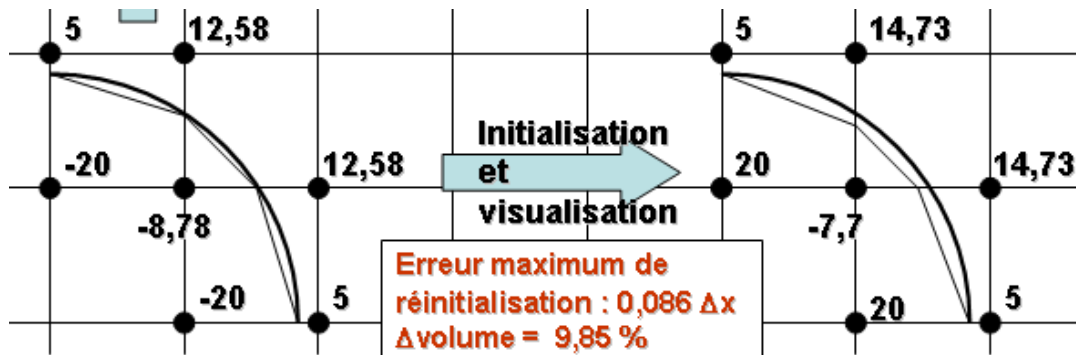 5 12,58
-20 12,58
-8,78
-20 5
Initialisation
et
visualisation
Erreur maximum de
réinitialisation : 0,086 Δx
Δvolume = 9,85 %
5 14,73
20 14,73
-7,7
20 5